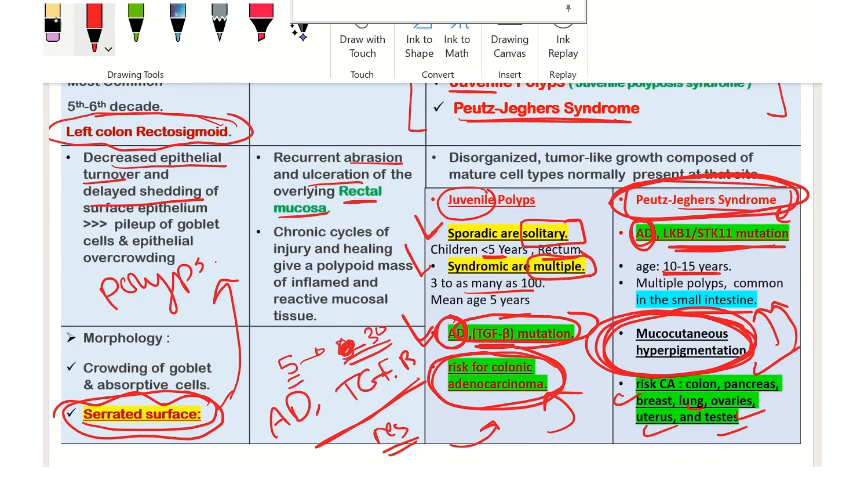 Draw with
Touch
Ink to
Shape
Ink to
Math
Drawing
Canvas
Ink
Replay
Drawing Tools
Touch
Convert
Insert
Replay
5th-6th decade.
Left colon Rectosigmoid.
Juvenile Polyps (Juvenile polyposis syndrome )
✓ Peutz-Jeghers Syndrome
• Decreased epithelial
turnover and
delayed shedding of
surface epithelium
>>> pileup of goblet
cells & epithelial
overcrowding
polyps
• Recurrent abrasion
and ulceration of the
overlying Rectal
mucosa.
• Chronic cycles of
injury and healing
give a polypoid mass
of inflamed and
reactive mucosal
tissue.
• Disorganized, tumor-like growth composed of
mature cell types normally present at that site.
• Juvenile Polyps
Sporadic are solitary.
Children <5 Years , Rectum.
• Syndromic are multiple.
3 to as many as 100.
Mean age 5 years
• AD ,(TGF-β) mutation.
risk for colonic
adenocarcinoma.
• Peutz-Jeghers Syndrome
• AD, LKB1/STK11 mutation
• age: 10-15 years.
• Multiple polyps, common
in the small intestine.
• Mucocutaneous
hyperpigmentation
• risk CA : colon, pancreas,
breast, lung, ovaries,
uterus, and testes
➢ Morphology :
✓ Crowding of goblet
& absorptive cells.
✓ Serrated surface:
5
30
AD, TGF.B